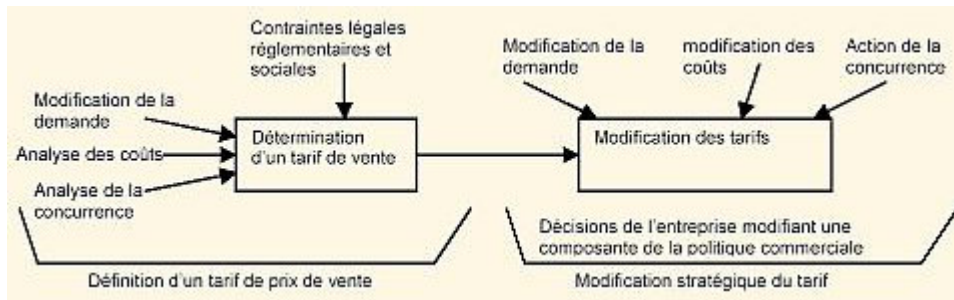 Contraintes légales
réglementaires et
sociales
Modification de la
demande
Analyse des coûts
Analyse de la
concurrence
Détermination
d'un tarif de vente
Définition d'un tarif de prix de vente
Modification de la
demande
modification des
coûts
Action de la
concurrence
Modification des tarifs
Décisions de l'entreprise modifiant une
composante de la politique commerciale
Modification stratégique du tarif